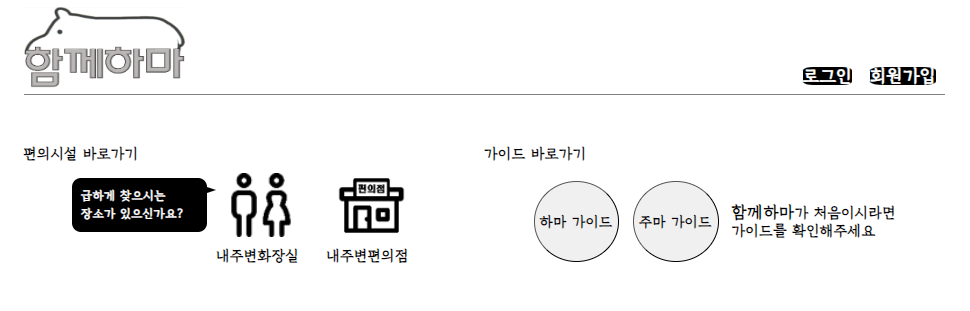 함께하마
로그인 회원가입
편의시설 바로가기
가이드 바로가기
급하게 찾으시는
장소가 있으신가요?
편의점
내주변화장실
내주변편의점
하마 가이드
주마 가이드
함께하마가 처음이시라면
가이드를 확인해주세요